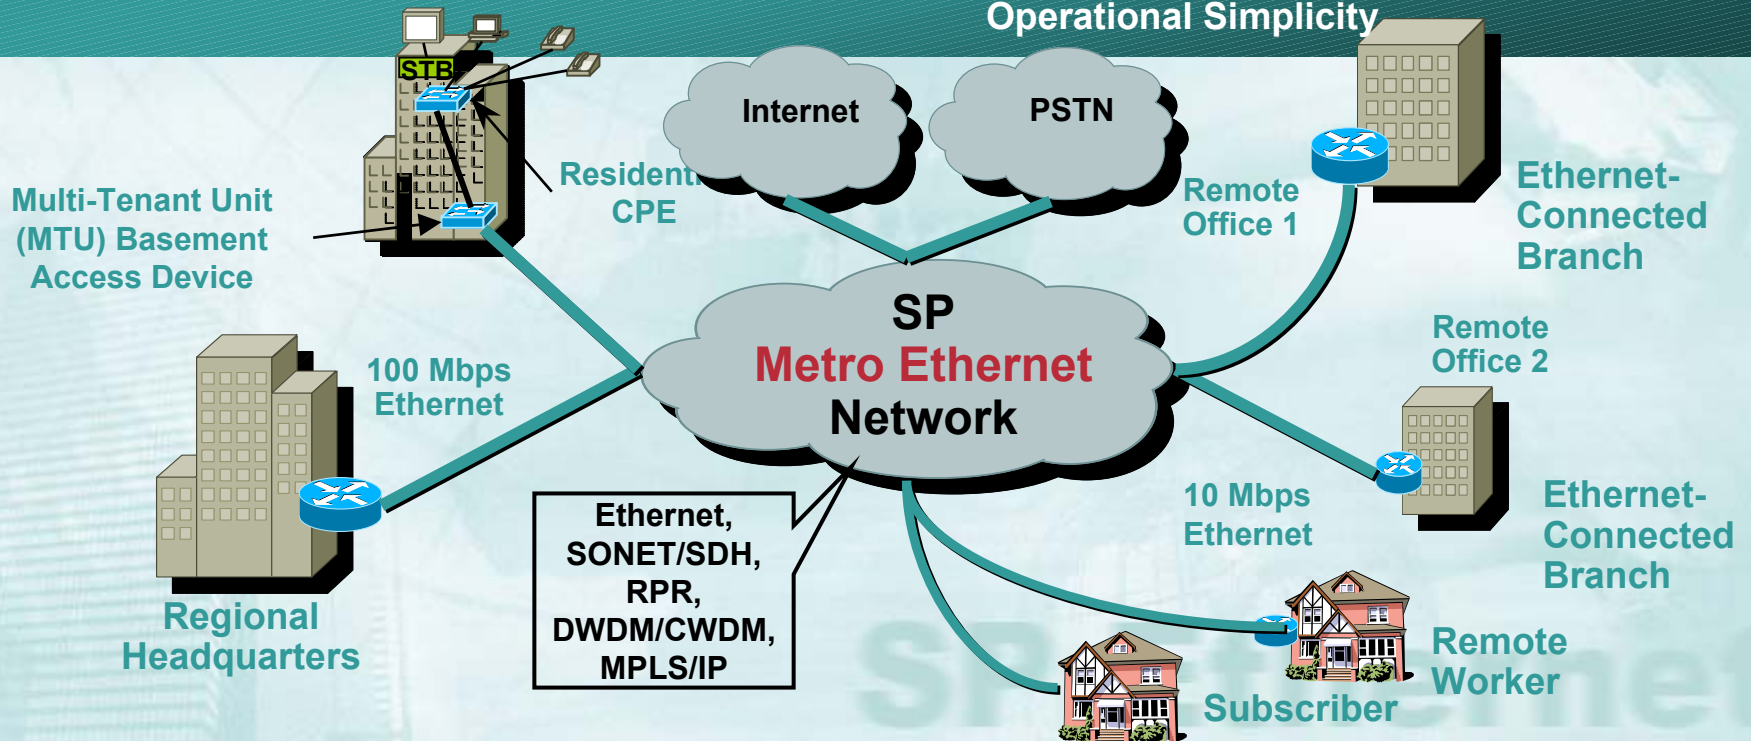 Operational Simplicity
STB
Internet
PSTN
Residenti
CPE
Multi-Tenant Unit
(MTU) Basement
Access Device
Remote
Office 1
Ethernet-
Connected
Branch
SP
Metro Ethernet
Network
Remote
Office 2
100 Mbps
Ethernet
Ethernet,
SONET/SDH,
RPR,
DWDM/CWDM,
MPLS/IP
10 Mbps
Ethernet
Ethernet-
Connected
Branch
Regional
Headquarters
Remote
Worker
Subscriber